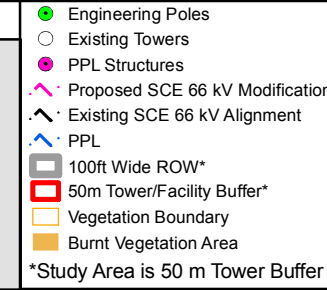 Engineering Poles
Existing Towers
PPL Structures
Proposed SCE 66 kV Modification
Existing SCE 66 kV Alignment
PPL
100ft Wide ROW*
50m Tower/Facility Buffer*
Vegetation Boundary
Burnt Vegetation Area
*Study Area is 50 m Tower Buffer